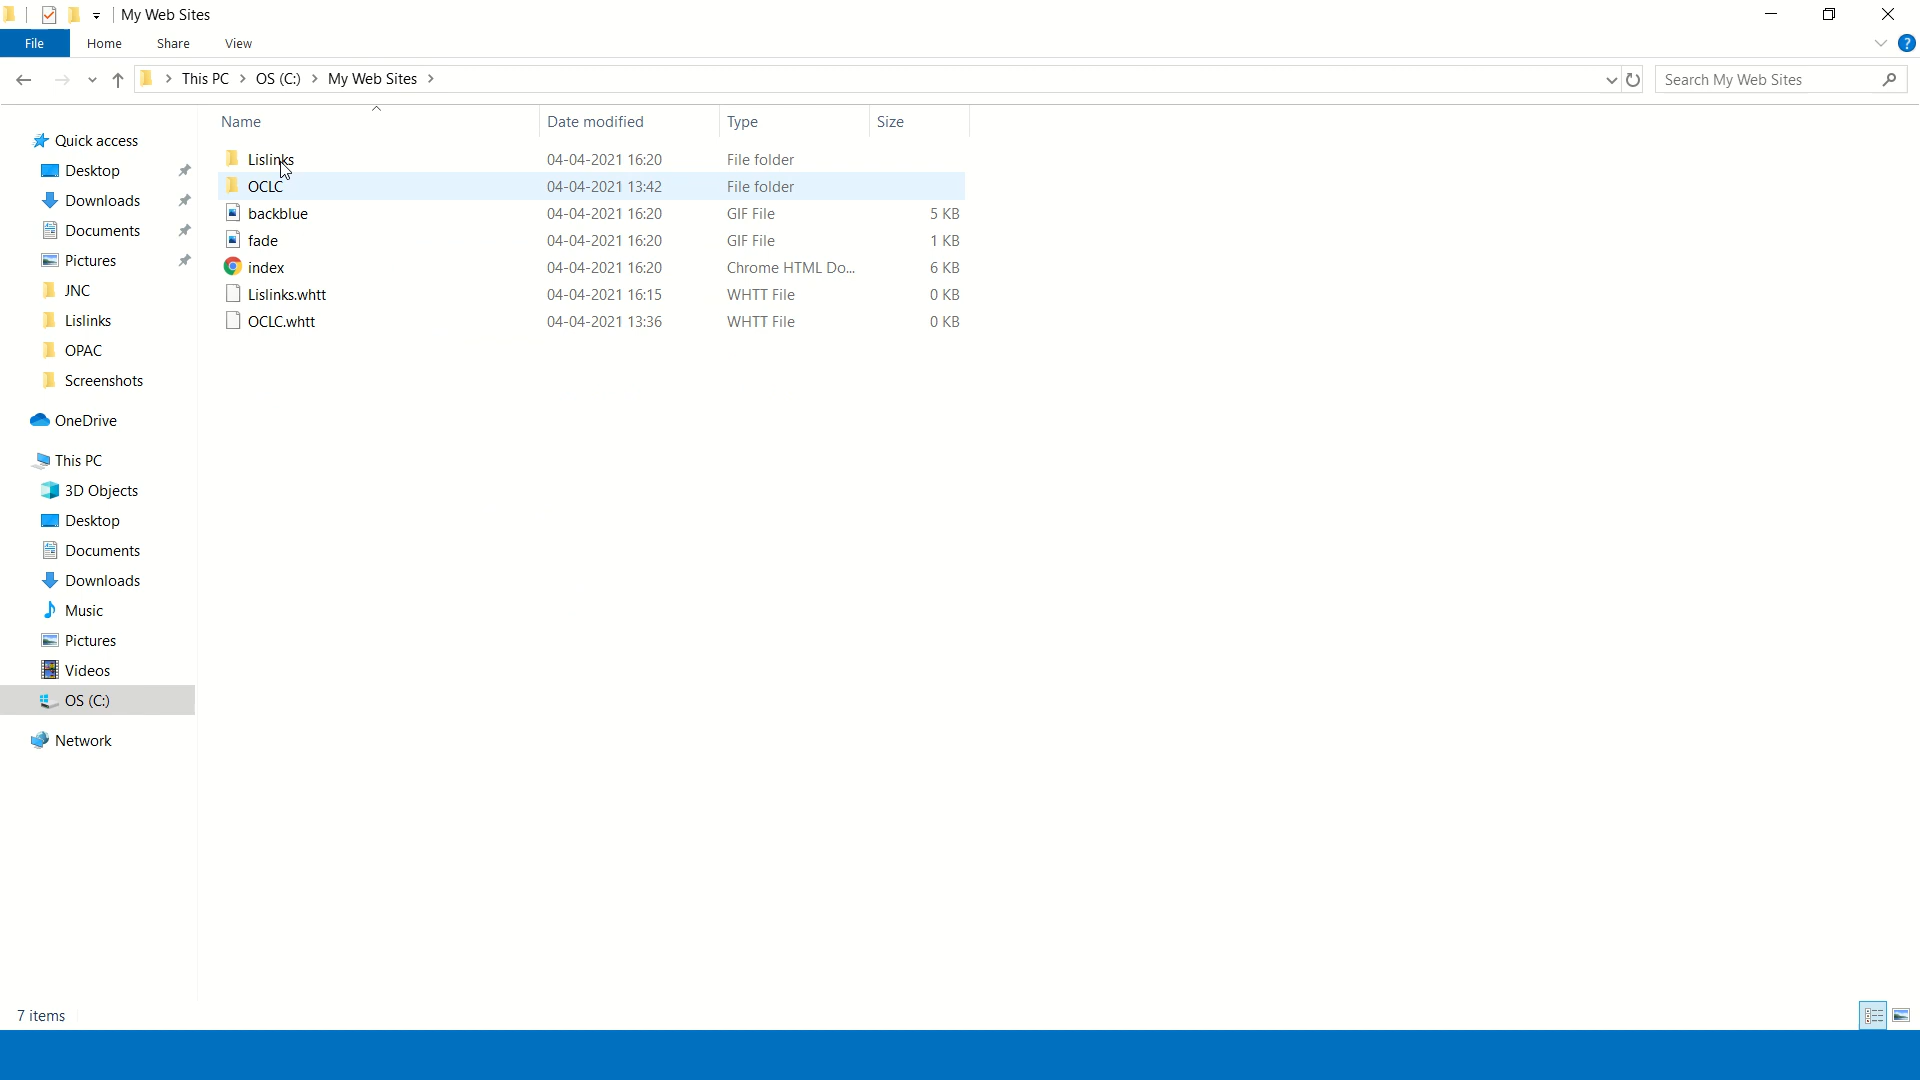 My Web Sites
File Home Share View
This PC > OS (C:) > My Web Sites >
Search My Web Sites
Name Date modified Type Size
Quick access
Desktop
Downloads
Documents
Pictures
JNC
Lislinks
OPAC
Screenshots
OneDrive
This PC
3D Objects
Desktop
Documents
Downloads
Music
Pictures
Videos
OS (C:)
Network
Lislinks 04-04-2021 16:20 File folder
OCLC 04-04-2021 13:42 File folder
backblue 04-04-2021 16:20 GIF File 5 KB
fade 04-04-2021 16:20 GIF File 1 KB
index 04-04-2021 16:20 Chrome HTML Do... 6 KB
Lislinks.whtt 04-04-2021 16:15 WHTT File 0 KB
OCLC.whtt 04-04-2021 13:36 WHTT File 0 KB
7 items